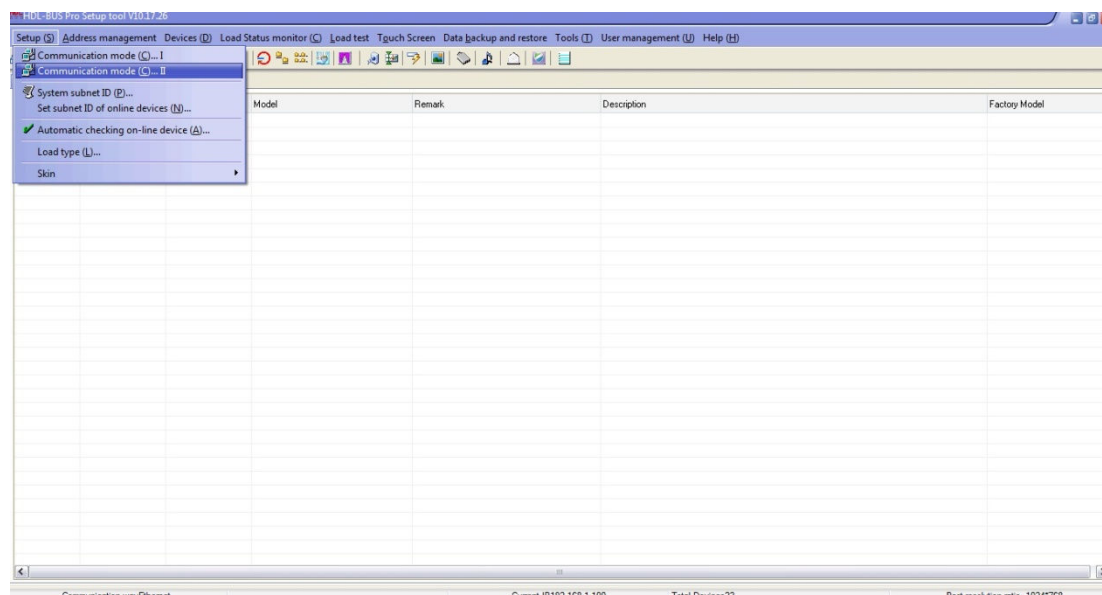 HDL-BUS Pro Setup tool V10.17.26
Setup (S) Address management Devices (D) Load Status monitor (C) Load test Touch Screen Data backup and restore Tools (T) User management (U) Help (H)
Communication mode (C)... I
Communication mode (C)... II
System subnet ID (P)...
Set subnet ID of online devices (N)...
Automatic checking on-line device (A)...
Load type (L)...
Skin
Model Remark Description Factory Model